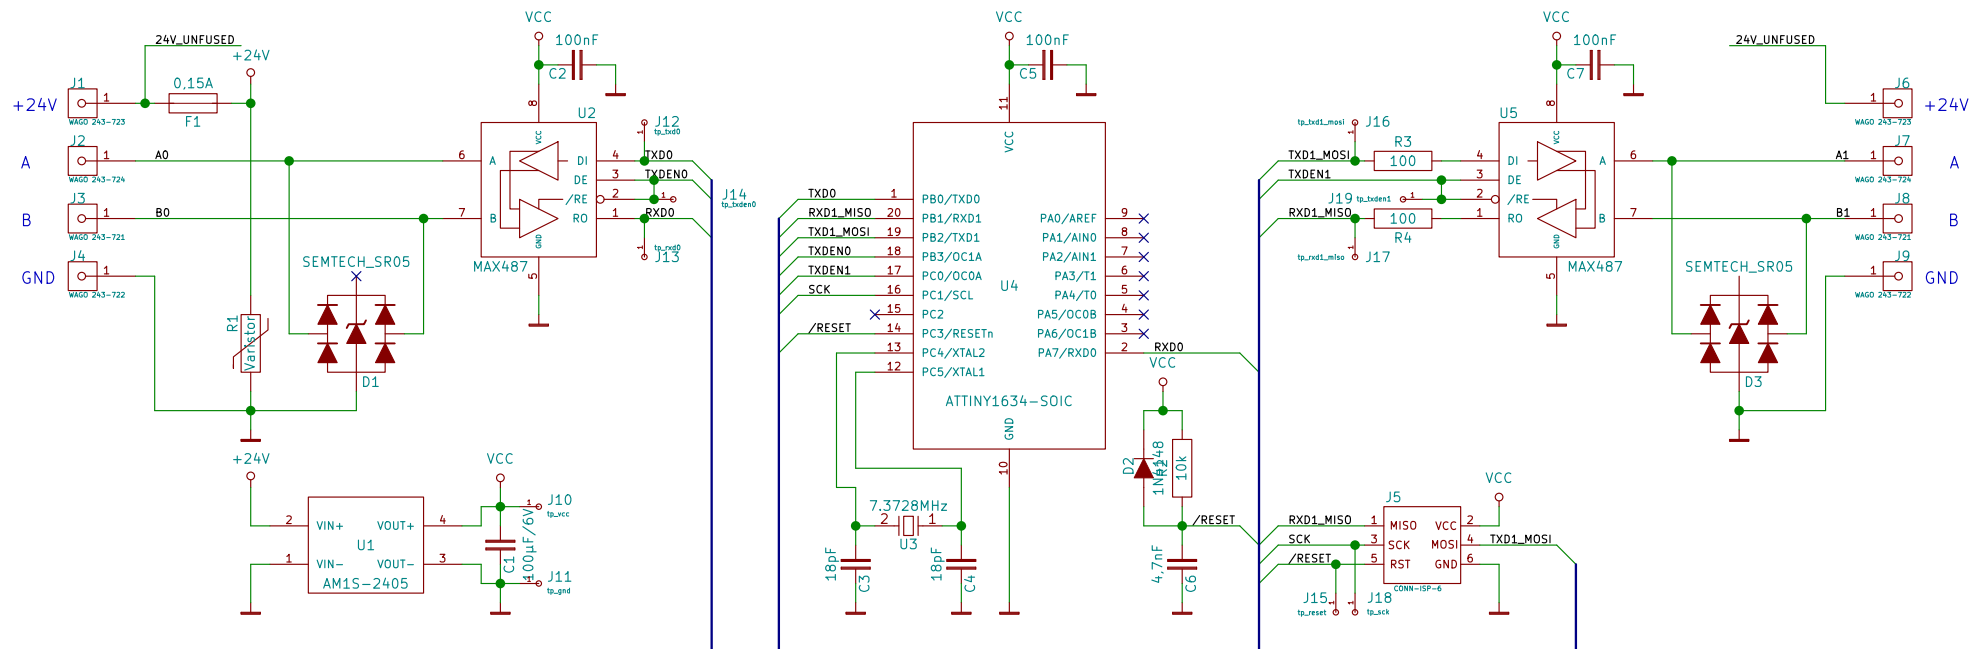 24V_UNFUSED
+24V
0,15A
F1
J1
1
+24V
WAGO 243-723
J2
1
A
A0
WAGO 243-724
J3
1
B
B0
WAGO 243-721
J4
1
GND
WAGO 243-722
R1
Varistor
SEMTECH_SR05
D1
VCC
100nF
C2
8
U2
VCC
6
A
DI
4
DE
3
/RE
2
7
B
RO
1
GND
MAX487
5
J12
tp_txd0
1
TXD0
TXDEN0
1
J14
tp_txden0
RXD0
1
tp_rxd0
J13
+24V
2
VIN+
VOUT+
4
U1
1
VIN-
VOUT-
3
AM1S-2405
VCC
1
J10
tp_vcc
C1
100µF/6V
1
J11
tp_gnd
VCC
100nF
C5
11
VCC
TXD0
1
PB0/TXD0
RXD1_MISO
20
PB1/RXD1
TXD1_MOSI
19
PB2/TXD1
TXDEN0
18
PB3/OC1A
TXDEN1
17
PC0/OC0A
SCK
16
PC1/SCL
15
PC2
/RESET
14
PC3/RESETn
13
PC4/XTAL2
12
PC5/XTAL1
U4
PA0/AREF
9
PA1/AIN0
8
PA2/AIN1
7
PA3/T1
6
PA4/T0
5
PA5/OC0B
4
PA6/OC1B
3
PA7/RXD0
2
RXD0
ATTINY1634-SOIC
GND
10
7.3728MHz
2
1
U3
18pF
C3
18pF
C4
VCC
D2
1N4148
R2
10k
/RESET
4,7nF
C6
VCC
100nF
C7
8
U5
VCC
tp_txd1_mosi
J16
1
TXD1_MOSI
R3
100
4
DI
A
6
TXDEN1
3
DE
J19
tp_txden1
1
2
/RE
RXD1_MISO
100
R4
1
RO
B
7
GND
1
tp_rxd1_miso
J17
MAX487
5
24V_UNFUSED
J6
1
+24V
WAGO 243-723
J7
A1
1
A
WAGO 243-724
J8
B1
1
B
WAGO 243-721
J9
1
GND
WAGO 243-722
SEMTECH_SR05
D3
J5
VCC
RXD1_MISO
1
MISO
VCC
2
SCK
3
SCK
MOSI
4
TXD1_MOSI
/RESET
5
RST
GND
6
CONN-ISP-6
J15
1
tp_reset
1
J18
tp_sck